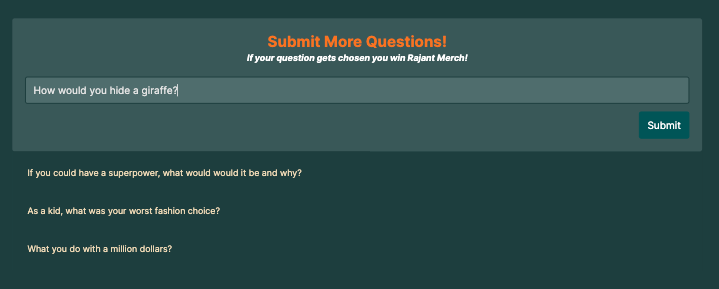 Submit More Questions!
If your question gets chosen you win Rajant Merch!
How would you hide a giraffe?
Submit
If you could have a superpower, what would would it be and why?
As a kid, what was your worst fashion choice?
What you do with a million dollars?